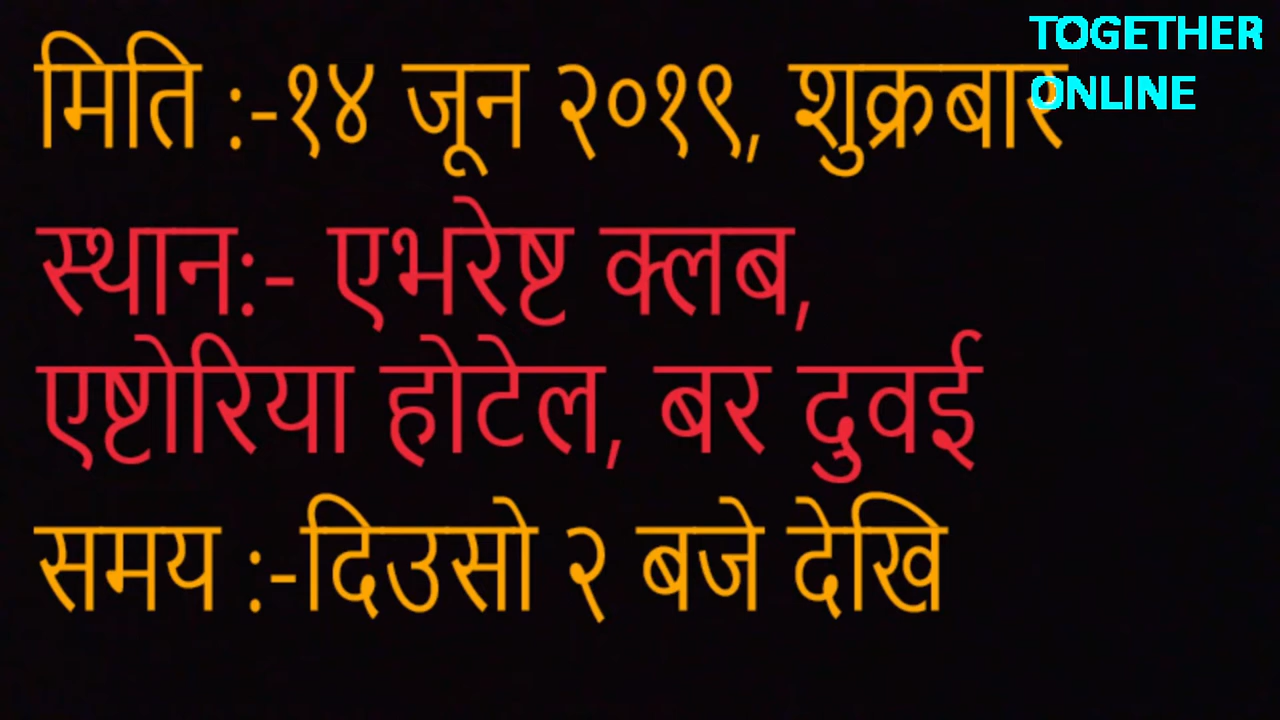 TOGETHER
ONLINE
मिति :-१४ जून २०१९, शुक्रबार
स्थान:- एभरेष्ट क्लब,
एष्टोरिया होटेल, बर दुवई
समय :-दिउसो २ बजे देखि